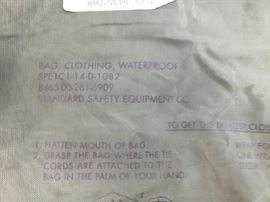 BAG, CLOTHING, WATERPROOF
SPE1C1-14-D-1082
8465-00-261-6909
STANDARD SAFETY EQUIPMENT CO
TO GET THE
1. FLATTEN MOUTH OF BAG.
2. GRASP THE BAG WHERE THE TIE
CORDS ARE ATTACHED TO THE
BAG IN THE PALM OF YOUR HAND.